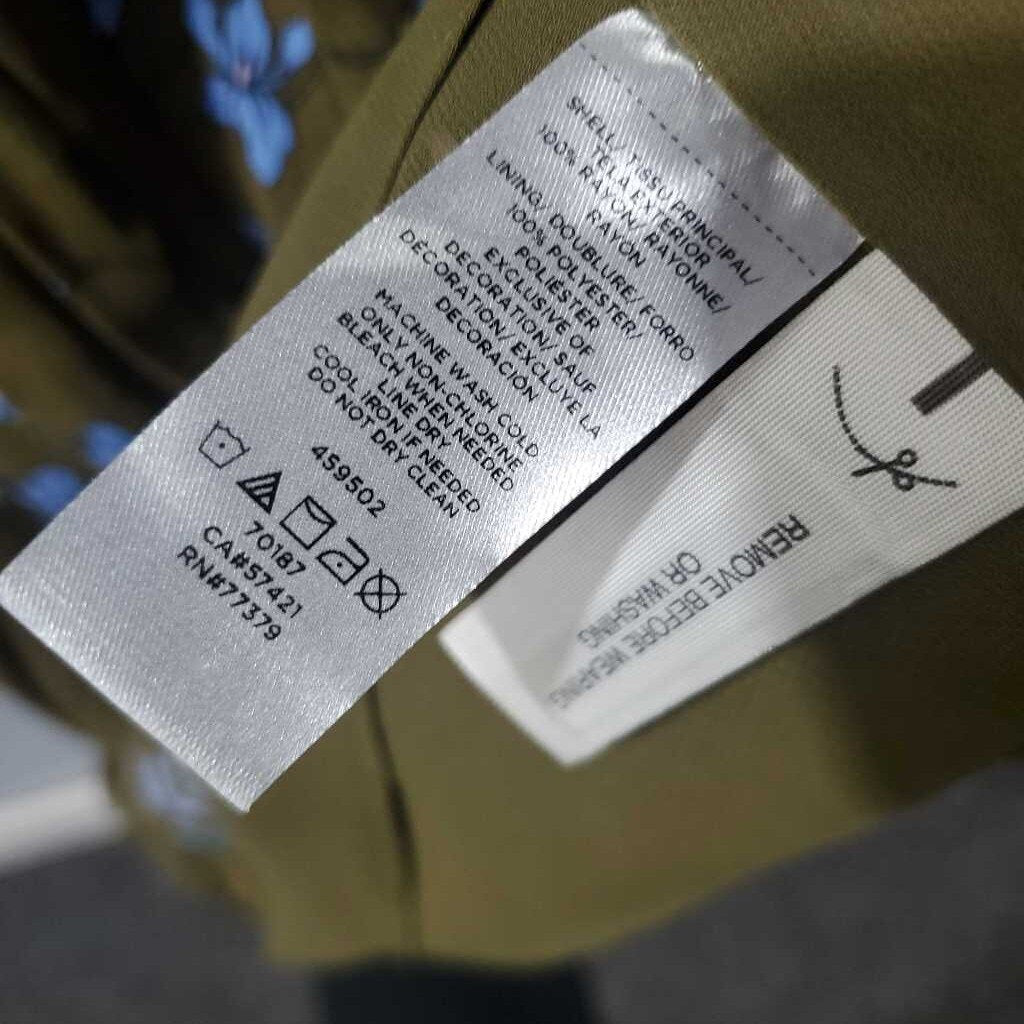 SHELL/ TISSU PRINCIPAL/
TELA EXTERIOR
100% RAYON/ RAYONNE/
RAYON
LINING/ DOUBLURE/ FORRO
100% POLYESTER/
POLIÉSTER
EXCLUSIVE OF
DECORATION/ SAUF
DÉCORATION/ EXCLUYE LA
DECORACIÓN
MACHINE WASH COLD
ONLY NON-CHLORINE
BLEACH WHEN NEEDED
LINE DRY
COOL IRON IF NEEDED
DO NOT DRY CLEAN
459502
70187
CA#57421
RN#77379
REMOVE BEFORE WEARING
OR WASHING